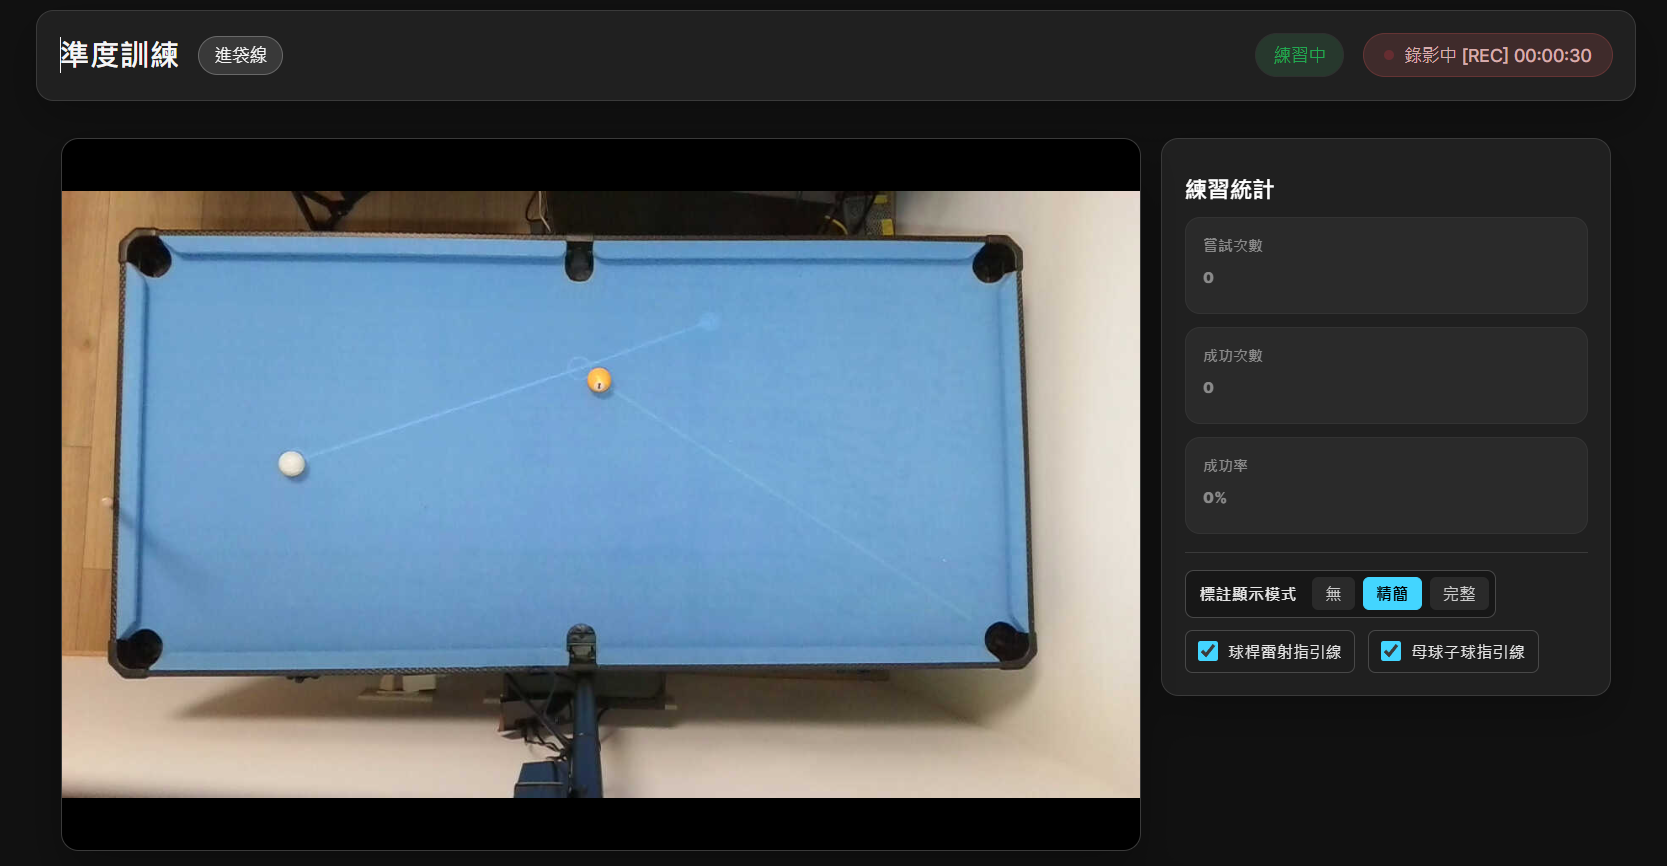 準度訓練
進袋線
練習中
錄影中 [REC] 00:00:30
練習統計
嘗試次數
0
成功次數
0
成功率
0%
標註顯示模式 無 精簡 完整
球桿雷射指引線 母球子球指引線
1